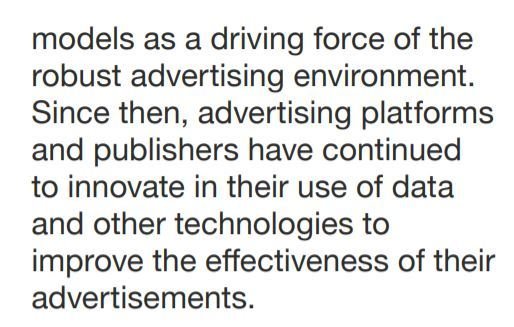 models as a driving force of the
robust advertising environment.
Since then, advertising platforms
and publishers have continued
to innovate in their use of data
and other technologies to
improve the effectiveness of their
advertisements.